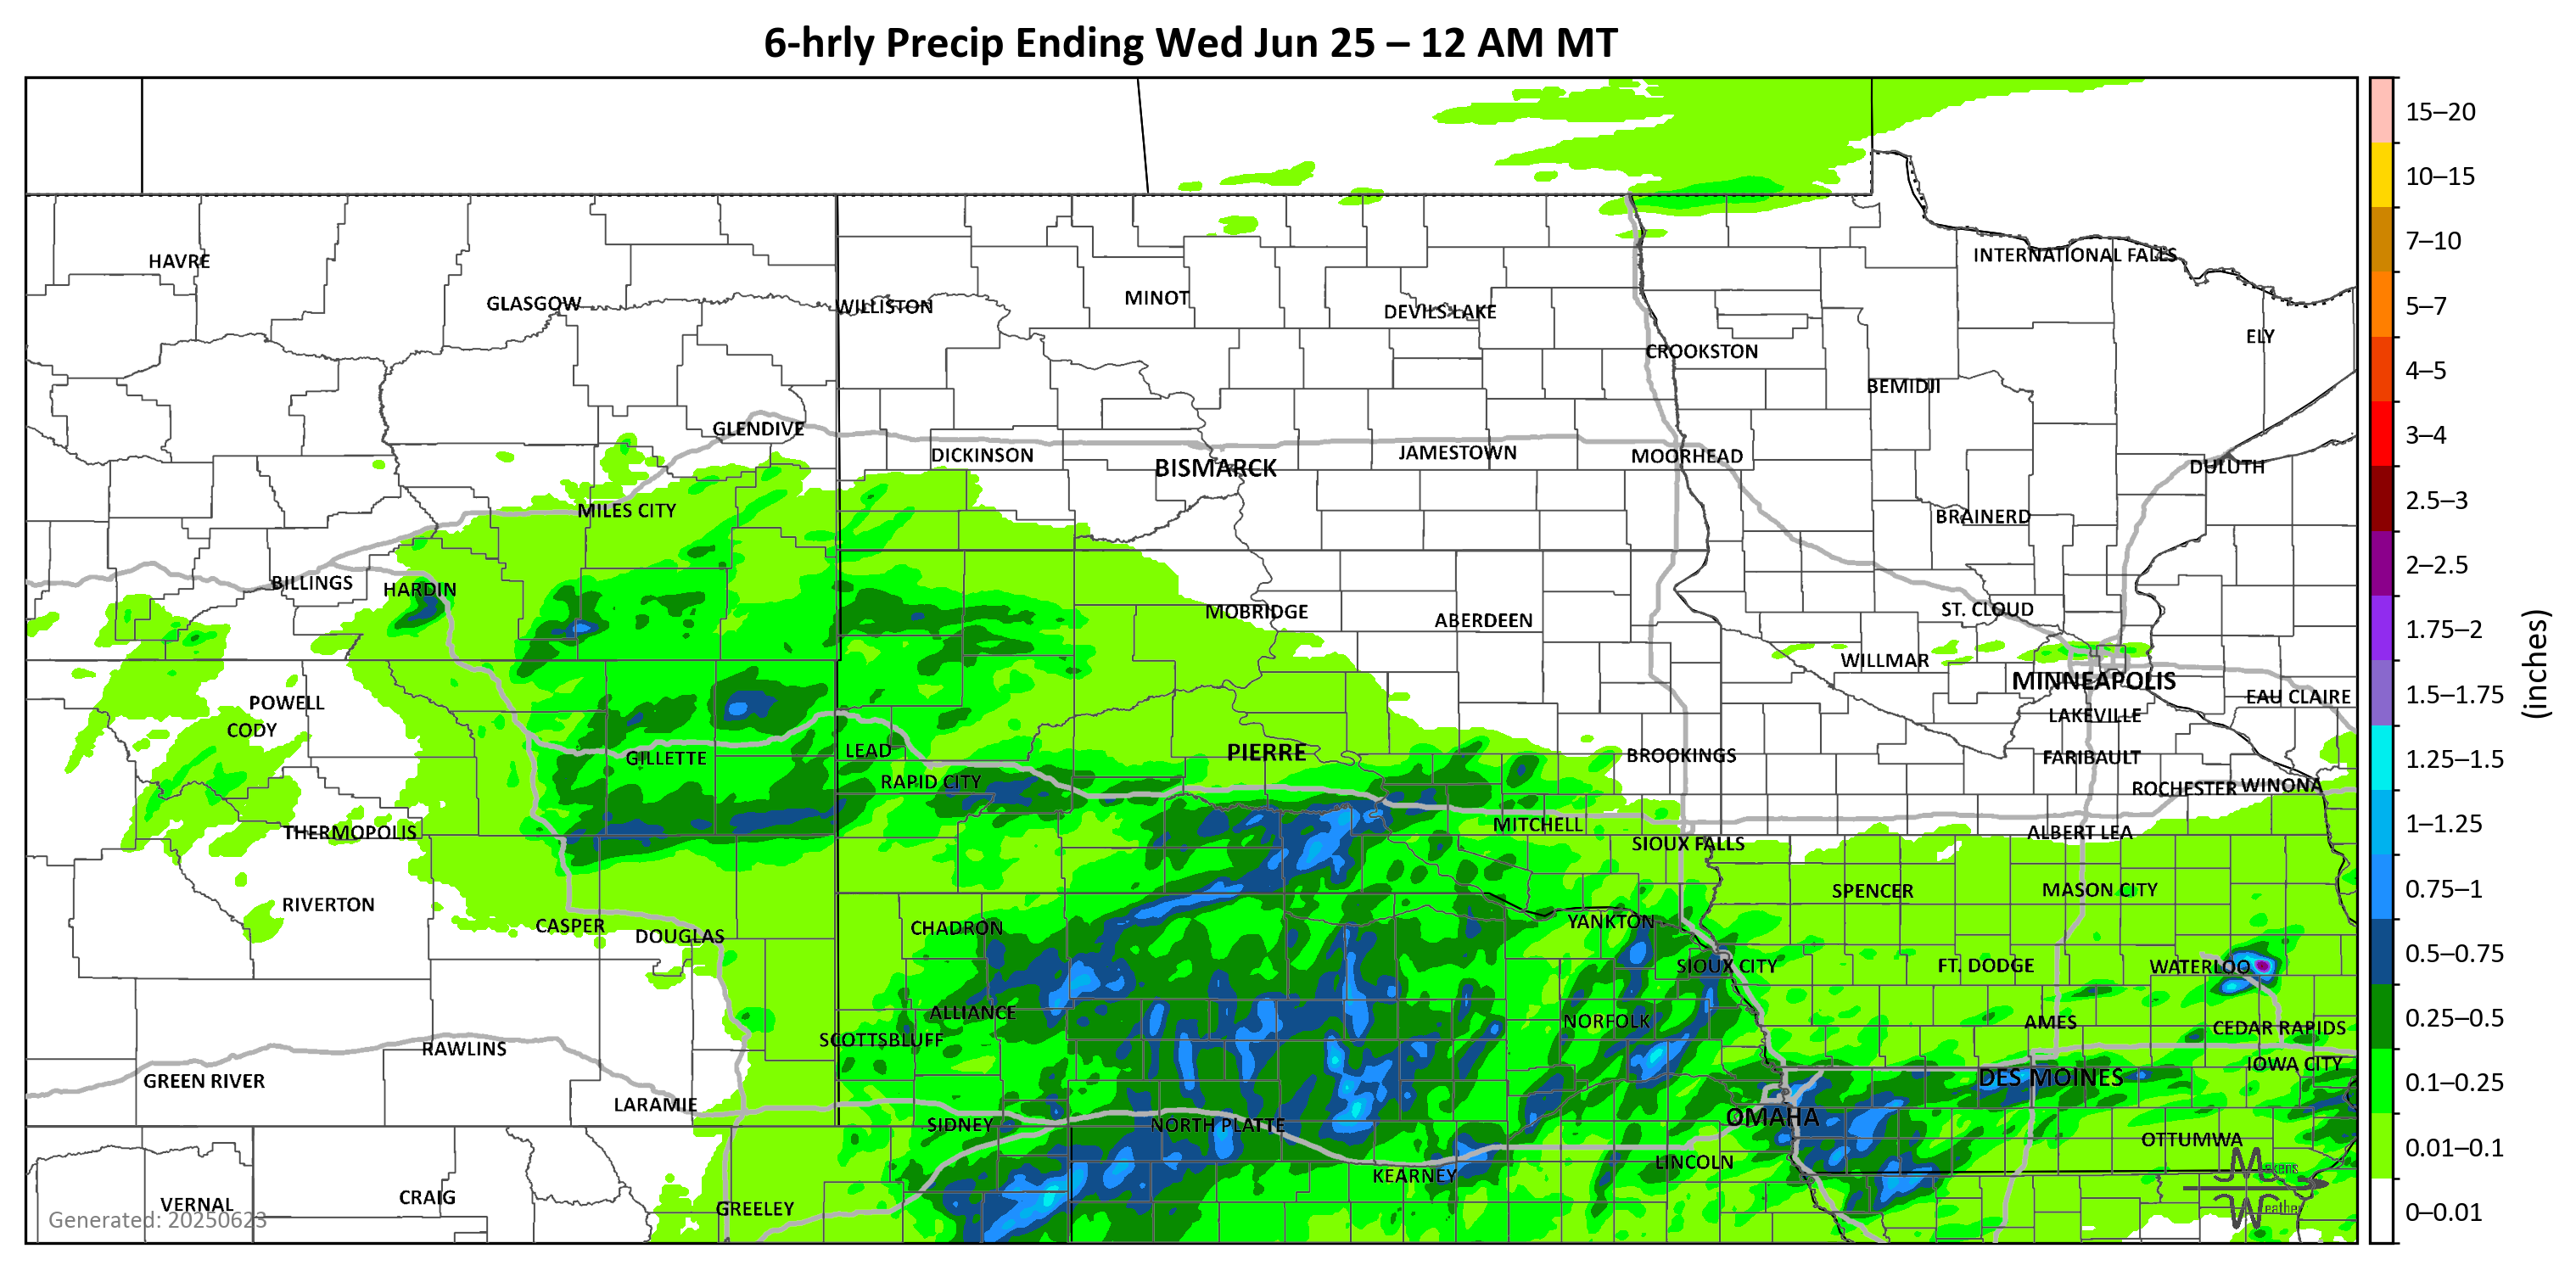 6-hrly Precip Ending Wed Jun 25 – 12 AM MT
15–20
10–15
7–10
5–7
4–5
3–4
2.5–3
2–2.5
1.75–2
1.5–1.75
1.25–1.5
1–1.25
0.75–1
0.5–0.75
0.25–0.5
0.1–0.25
0.01–0.1
0–0.01
(inches)
HAVRE
INTERNATIONAL FALLS
GLASGOW
WILLISTON
MINOT
DEVILS LAKE
ELY
CROOKSTON
BEMIDJI
GLENDIVE
DICKINSON
BISMARCK
JAMESTOWN
MOORHEAD
DULUTH
MILES CITY
BRAINERD
BILLINGS
HARDIN
MOBRIDGE
ABERDEEN
ST. CLOUD
WILLMAR
MINNEAPOLIS
POWELL
EAU CLAIRE
CODY
LAKEVILLE
GILLETTE
LEAD
PIERRE
BROOKINGS
FARIBAULT
RAPID CITY
ROCHESTER
WINONA
THERMOPOLIS
MITCHELL
ALBERT LEA
SIOUX FALLS
RIVERTON
SPENCER
MASON CITY
CASPER
DOUGLAS
CHADRON
YANKTON
SIOUX CITY
FT. DODGE
WATERLOO
ALLIANCE
NORFOLK
AMES
CEDAR RAPIDS
SCOTTSBLUFF
RAWLINS
IOWA CITY
GREEN RIVER
DES MOINES
LARAMIE
SIDNEY
NORTH PLATTE
OMAHA
OTTUMWA
KEARNEY
LINCOLN
VERNAL
CRAIG
GREELEY
Generated: 20250623
Makens
Weather